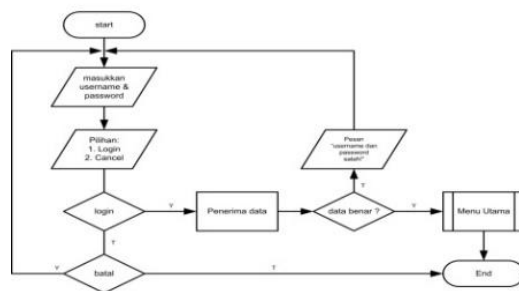 start
masukkan
username &
password
Pilihan:
1. Login
2. Cancel
Pesan
"username dan
password
salah!"
login
Y
Penerima data
data benar ?
T
Y
Menu Utama
T
batal
Y
T
End